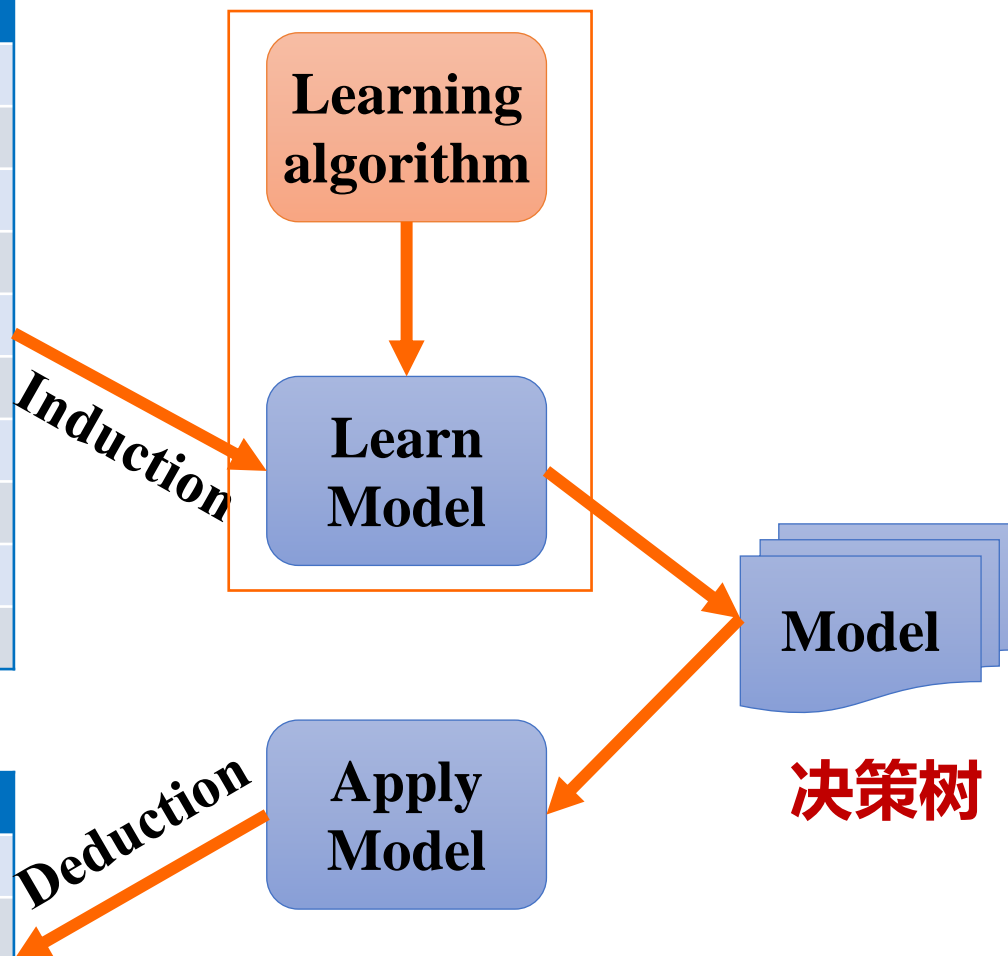 Learning
algorithm
Induction
Learn
Model
Model
决策树
Deduction
Apply
Model